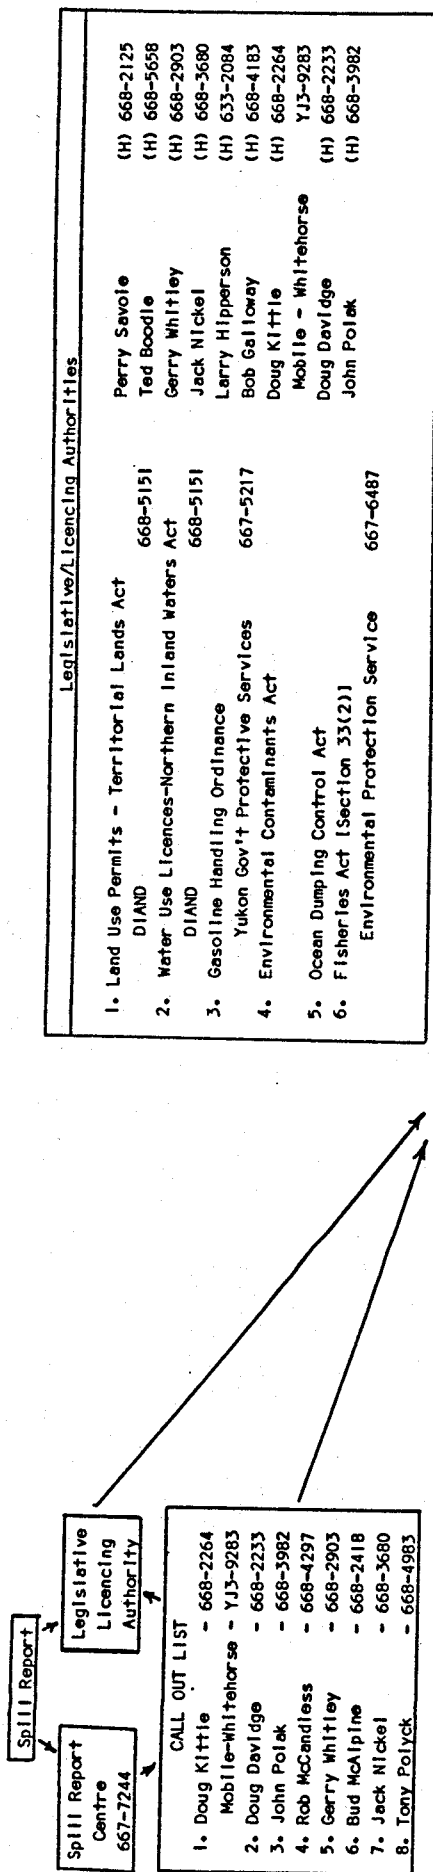 Spill Report
Spill Report
Centre
667-7244
Legislative
Licencing
Authority
CALL OUT LIST
1. Doug Kittle - 668-2264
Mobile-Whitehorse - YJ3-9283
2. Doug Davidge - 668-2233
3. John Polak - 668-3982
4. Rob McCandless - 668-4297
5. Gerry Whitley - 668-2903
6. Bud McAlpine - 668-2418
7. Jack Nickel - 668-3680
8. Tony Polyck - 668-4983
Legislative/Licencing Authorities
1. Land Use Permits - Territorial Lands Act Perry Savoie (H) 668-2125
DIAND 668-5151 Ted Boodle (H) 668-5658
2. Water Use Licences-Northern Inland Waters Act Gerry Whitley (H) 668-2903
DIAND 668-5151 Jack Nickel (H) 668-3680
3. Gasoline Handling Ordinance Larry Hipperson (H) 633-2084
Yukon Gov't Protective Services 667-5217 Bob Galloway (H) 668-4183
4. Environmental Contaminants Act Doug Kittle (H) 668-2264
Mobile - Whitehorse YJ3-9283
5. Ocean Dumping Control Act Doug Davidge (H) 668-2233
6. Fisheries Act [Section 33(2)] John Polak (H) 668-3982
Environmental Protection Service 667-6487